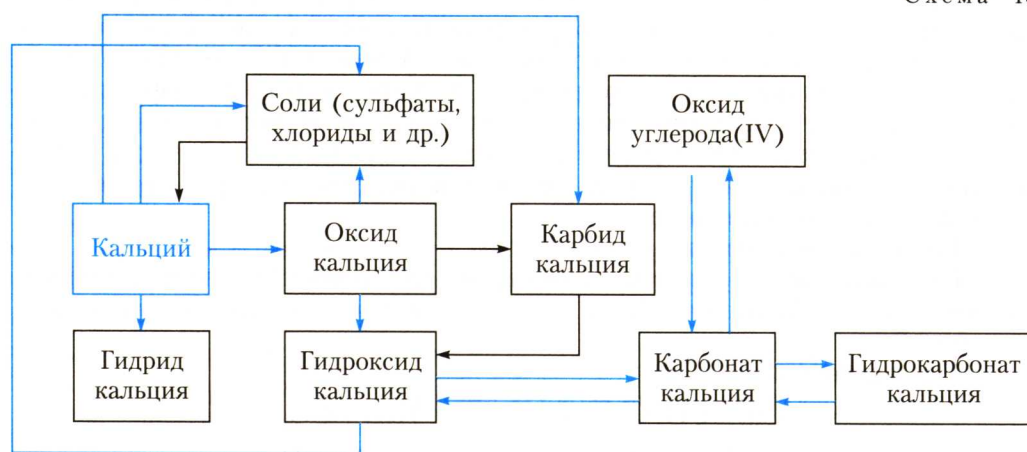 Схема
Соли (сульфаты,
хлориды и др.)
Оксид
углерода(IV)
Кальций
Оксид
кальция
Карбид
кальция
Гидрид
кальция
Гидроксид
кальция
Карбонат
кальция
Гидрокарбонат
кальция